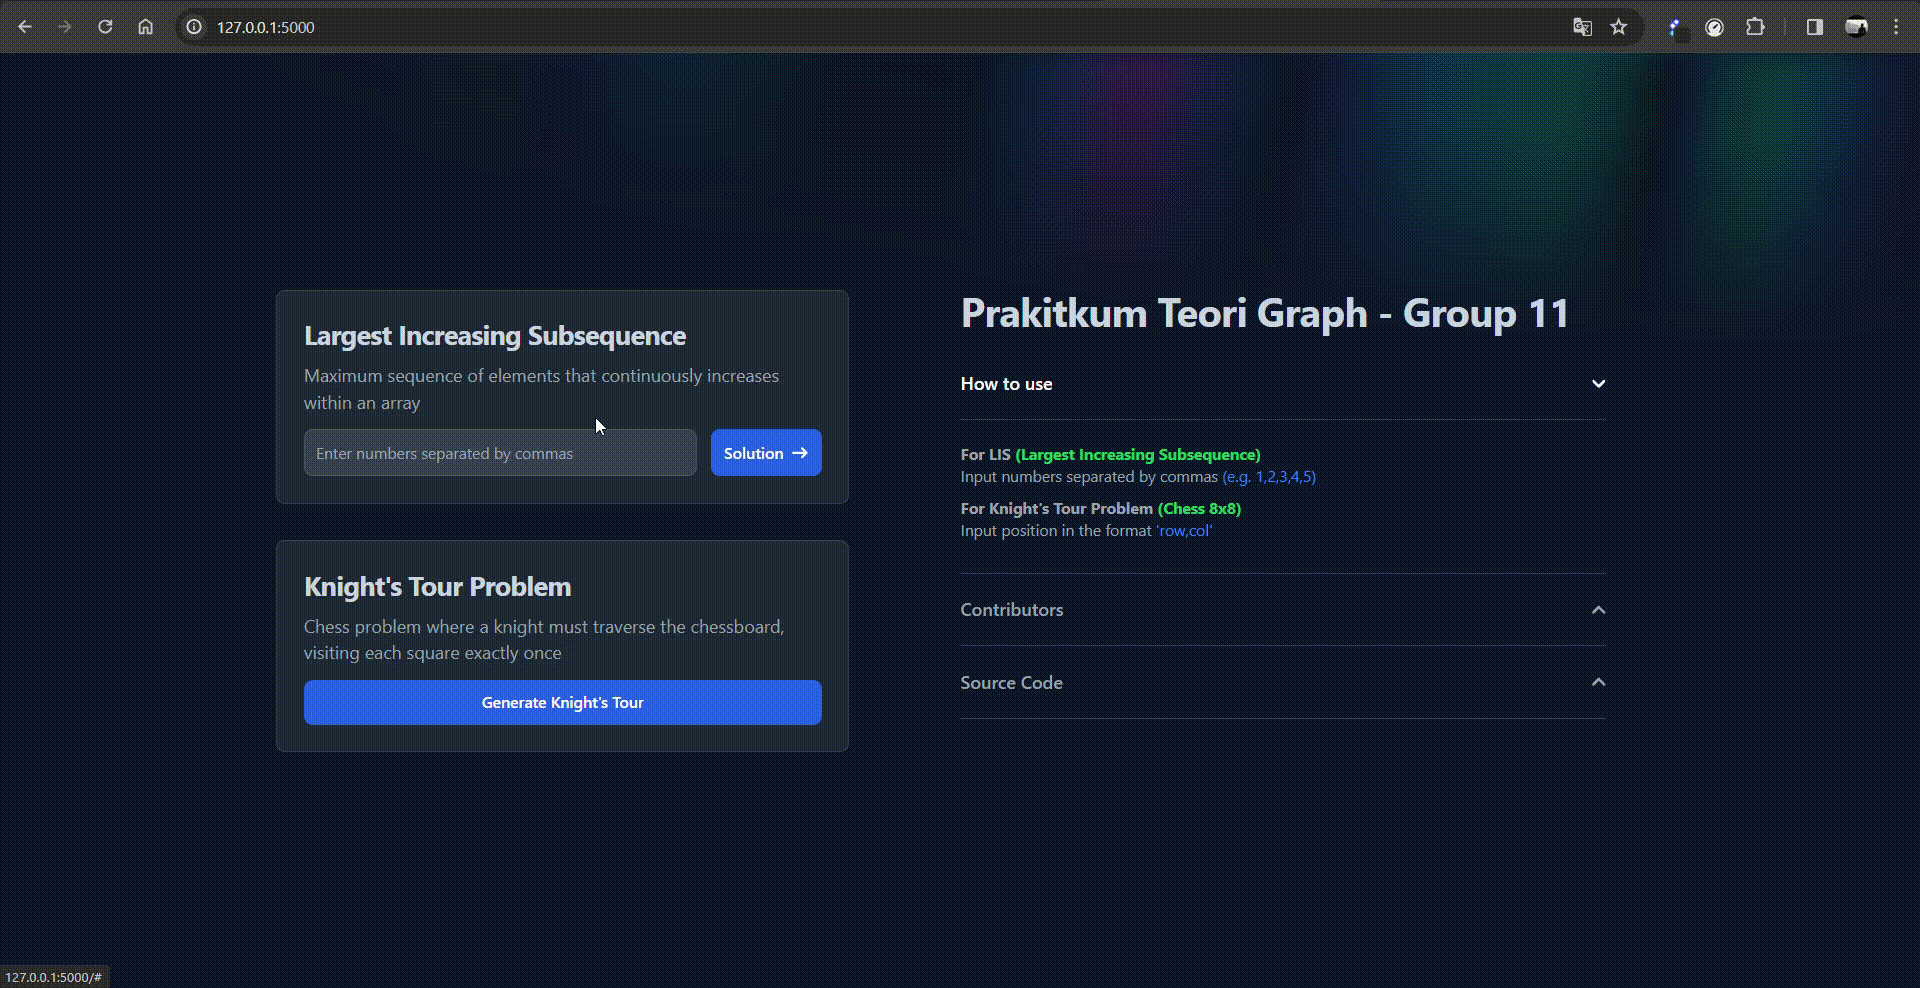 127.0.0.1:5000
Largest Increasing Subsequence
Maximum sequence of elements that continuously increases
within an array
Enter numbers separated by commas
Solution →
Knight's Tour Problem
Chess problem where a knight must traverse the chessboard,
visiting each square exactly once
Generate Knight's Tour
Prakitkum Teori Graph - Group 11
How to use
For LIS (Largest Increasing Subsequence)
Input numbers separated by commas (e.g. 1,2,3,4,5)
For Knight's Tour Problem (Chess 8x8)
Input position in the format 'row,col'
Contributors
Source Code
127.0.0.1:5000/#